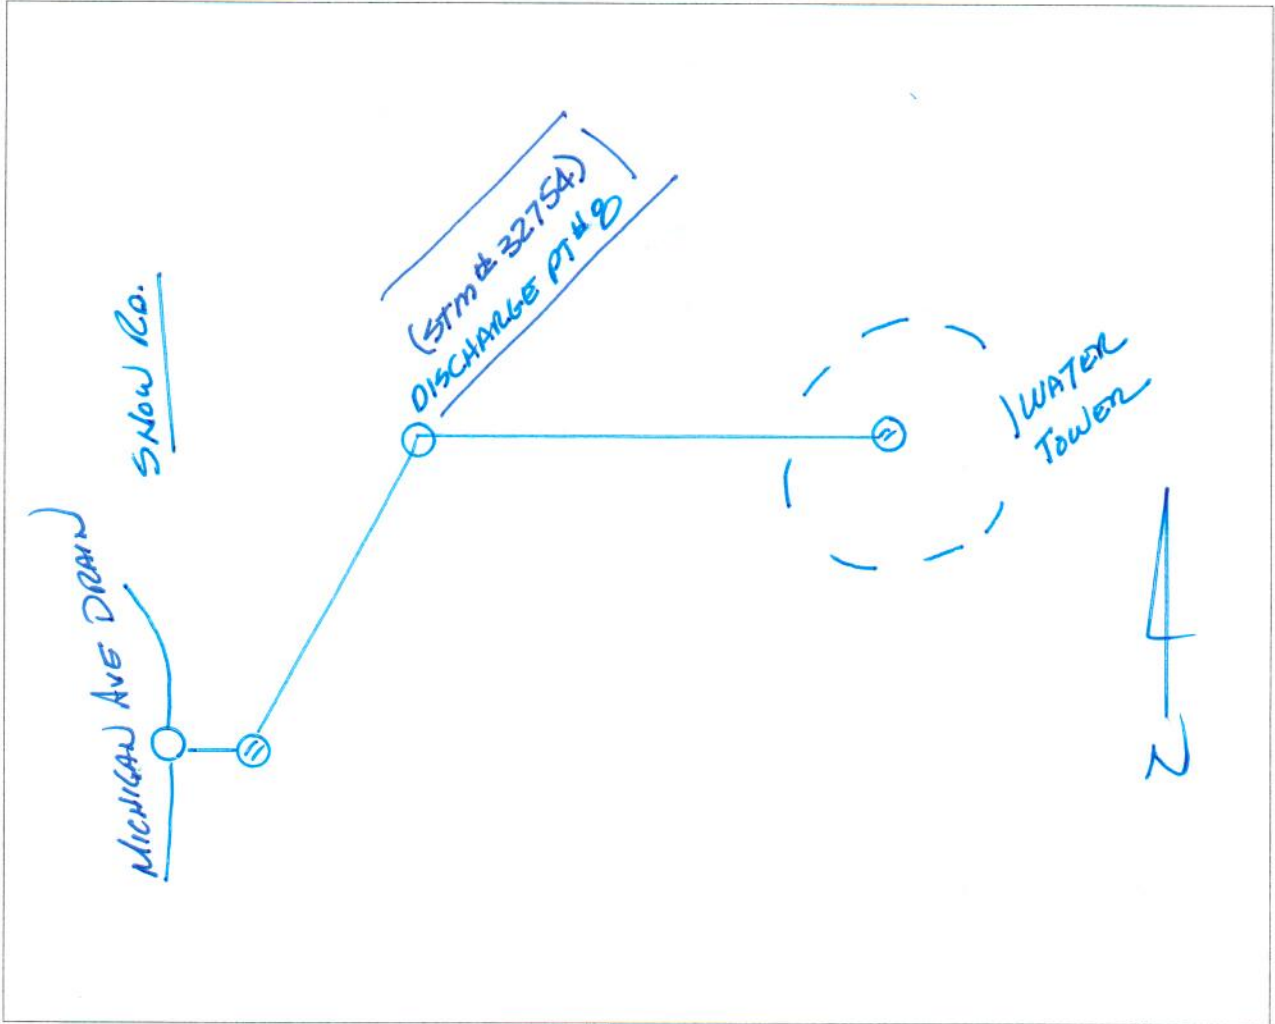 (STM# 32754)
DISCHARGE PT#8
SNOW RD.
WATER
TOWER
MICHIGAN AVE DRAIN
N